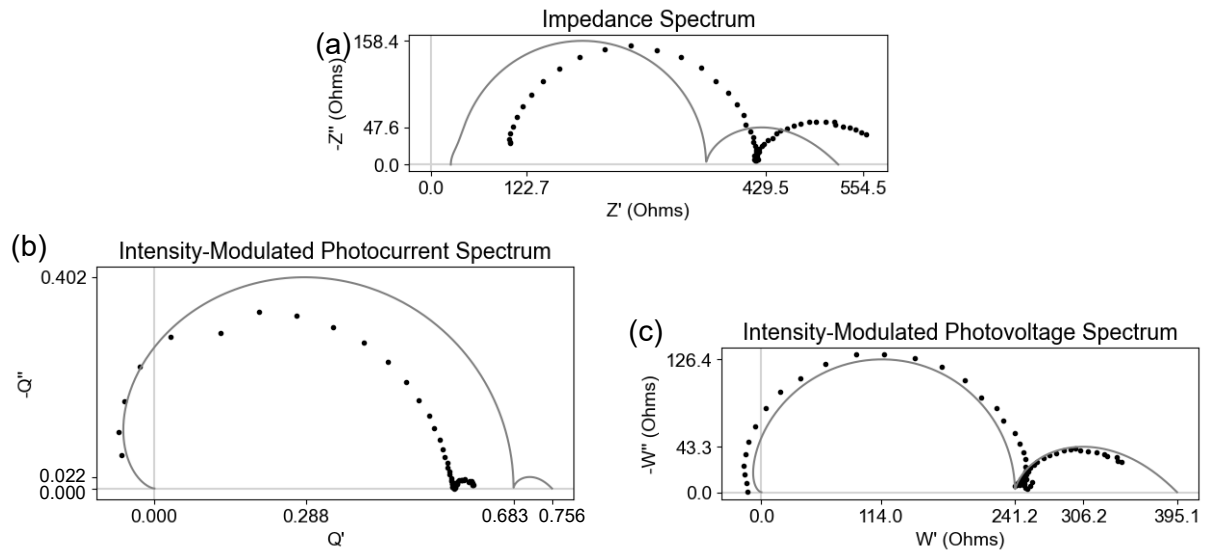 (a)
Impedance Spectrum
-Z'' (Ohms)
158.4
47.6
0.0
0.0 122.7 429.5 554.5
Z' (Ohms)
(b)
Intensity-Modulated Photocurrent Spectrum
-Q''
0.402
0.022
0.000
0.000 0.288 0.683 0.756
Q'
(c)
Intensity-Modulated Photovoltage Spectrum
-W'' (Ohms)
126.4
43.3
0.0
0.0 114.0 241.2 306.2 395.1
W' (Ohms)